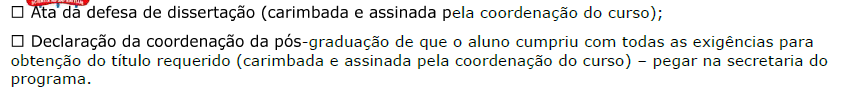 ☐ Ata da defesa de dissertação (carimbada e assinada pela coordenação do curso);
☐ Declaração da coordenação da pós-graduação de que o aluno cumpriu com todas as exigências para
obtenção do título requerido (carimbada e assinada pela coordenação do curso) – pegar na secretaria do
programa.